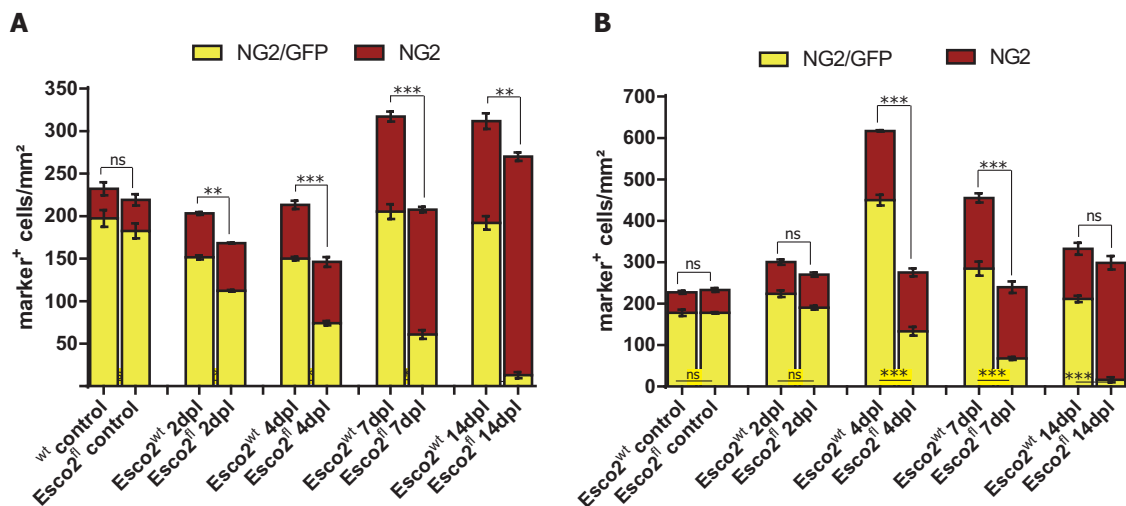 A
NG2/GFP NG2
marker⁺ cells/mm²
350
300
250
200
150
100
50
ns
**
***
***
**
wt control
Esco2fl control
Esco2wt 2dpl
Esco2fl 2dpl
Esco2wt 4dpl
Esco2fl 4dpl
Esco2wt 7dpl
Esco2fl 7dpl
Esco2wt 14dpl
Esco2fl 14dpl
B
NG2/GFP NG2
marker⁺ cells/mm²
700
600
500
400
300
200
100
0
ns
ns
***
***
ns
ns
ns
***
***
***
Esco2wt control
Esco2fl control
Esco2wt 2dpl
Esco2fl 2dpl
Esco2wt 4dpl
Esco2fl 4dpl
Esco2wt 7dpl
Esco2fl 7dpl
Esco2wt 14dpl
Esco2fl 14dpl